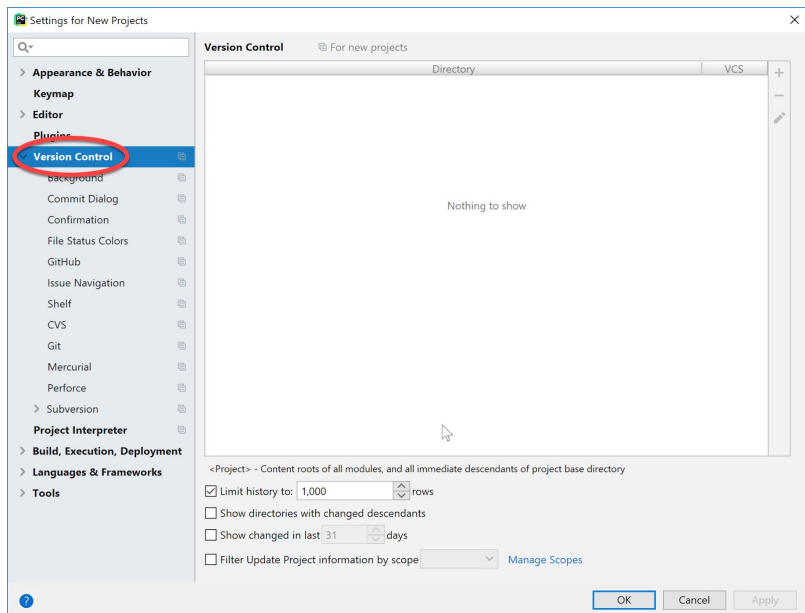 Settings for New Projects
Version Control For new projects
Appearance & Behavior
Keymap
Editor
Plugins
Version Control
Background
Commit Dialog
Confirmation
File Status Colors
GitHub
Issue Navigation
Shelf
CVS
Git
Mercurial
Perforce
Subversion
Project Interpreter
Build, Execution, Deployment
Languages & Frameworks
Tools
Directory VCS
Nothing to show
<Project> - Content roots of all modules, and all immediate descendants of project base directory
Limit history to: 1,000 rows
Show directories with changed descendants
Show changed in last 31 days
Filter Update Project information by scope Manage Scopes
? OK Cancel Apply